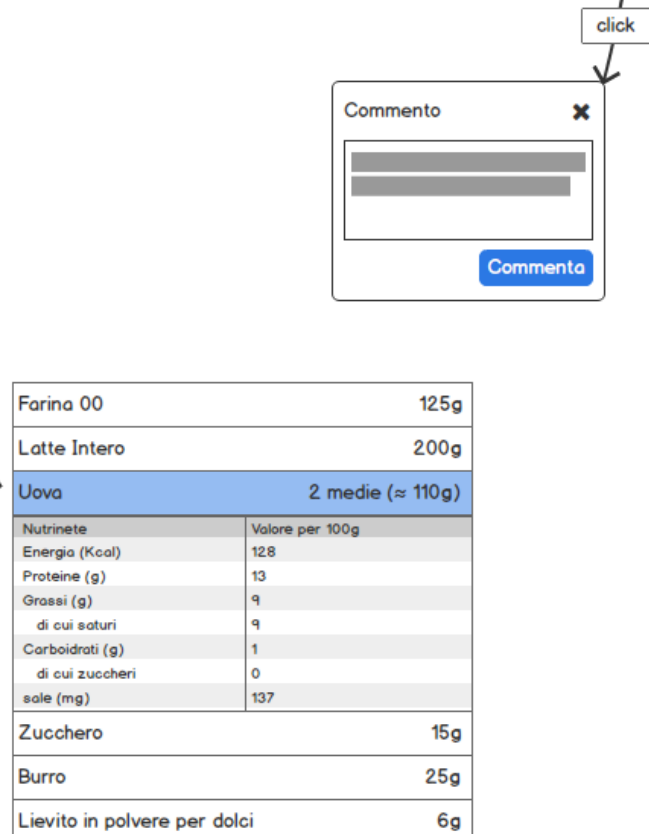 click
Commento
Commenta
Farina 00 125g
Latte Intero 200g
Uova 2 medie (≈ 110g)
Nutrinete Valore per 100g
Energia (Kcal) 128
Proteine (g) 13
Grassi (g) 9
di cui saturi 9
Carboidrati (g) 1
di cui zuccheri 0
sale (mg) 137
Zucchero 15g
Burro 25g
Lievito in polvere per dolci 6g